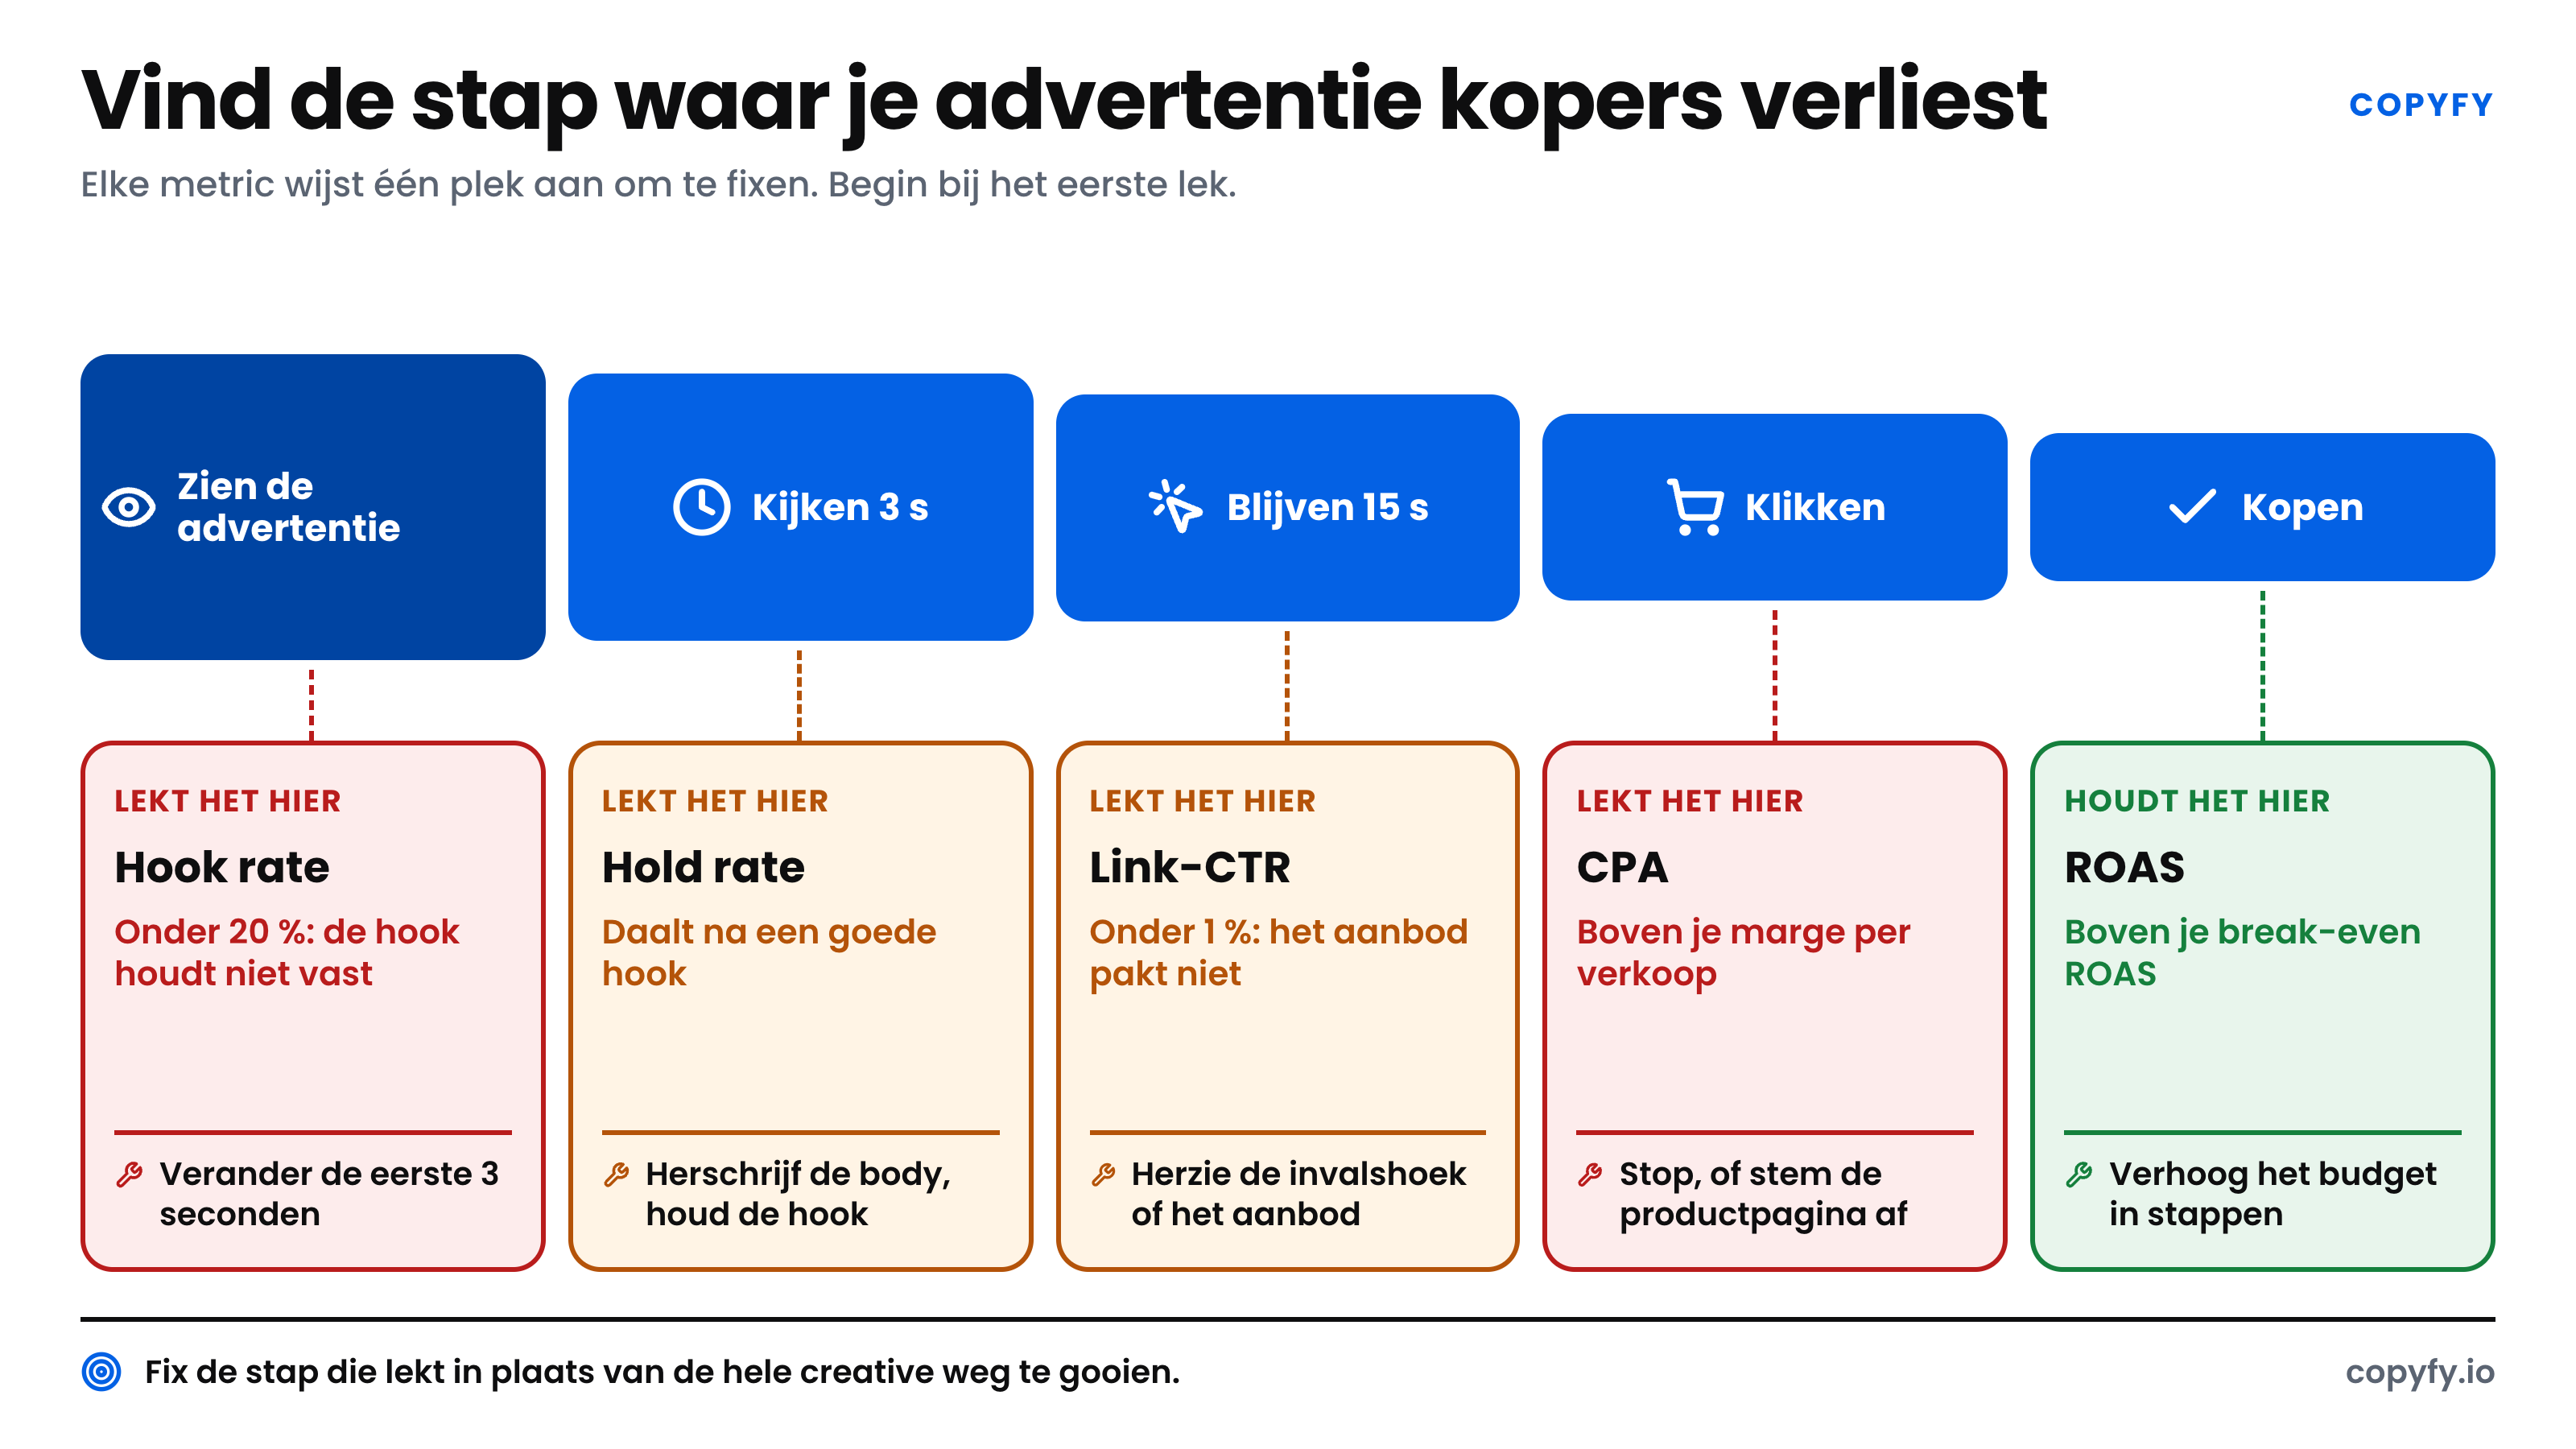 Vind de stap waar je advertentie kopers verliest
COPYFY
Elke metric wijst één plek aan om te fixen. Begin bij het eerste lek.
Zien de
advertentie
Kijken 3 s
Blijven 15 s
Klikken
Kopen
LEKT HET HIER
Hook rate
Onder 20 %: de hook
houdt niet vast
Verander de eerste 3
seconden
LEKT HET HIER
Hold rate
Daalt na een goede
hook
Herschrijf de body,
houd de hook
LEKT HET HIER
Link-CTR
Onder 1 %: het aanbod
pakt niet
Herzie de invalshoek
of het aanbod
LEKT HET HIER
CPA
Boven je marge per
verkoop
Stop, of stem de
productpagina af
HOUDT HET HIER
ROAS
Boven je break-even
ROAS
Verhoog het budget
in stappen
Fix de stap die lekt in plaats van de hele creative weg te gooien.
copyfy.io